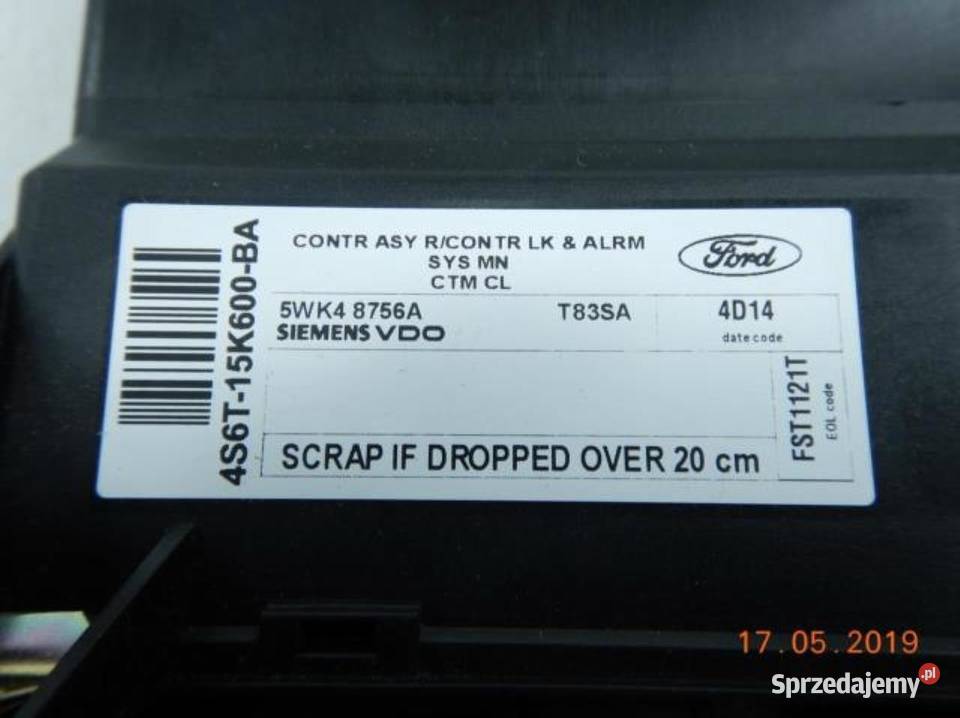 CONTR ASY R/CONTR LK & ALRM
SYS MN
CTM CL
Ford
4S6T-15K600-BA
5WK4 8756A
T83SA
4D14
SIEMENS VDO
date code
FST1121T
EOL code
SCRAP IF DROPPED OVER 20 cm
17.05.2019
Sprzedajemy.pl